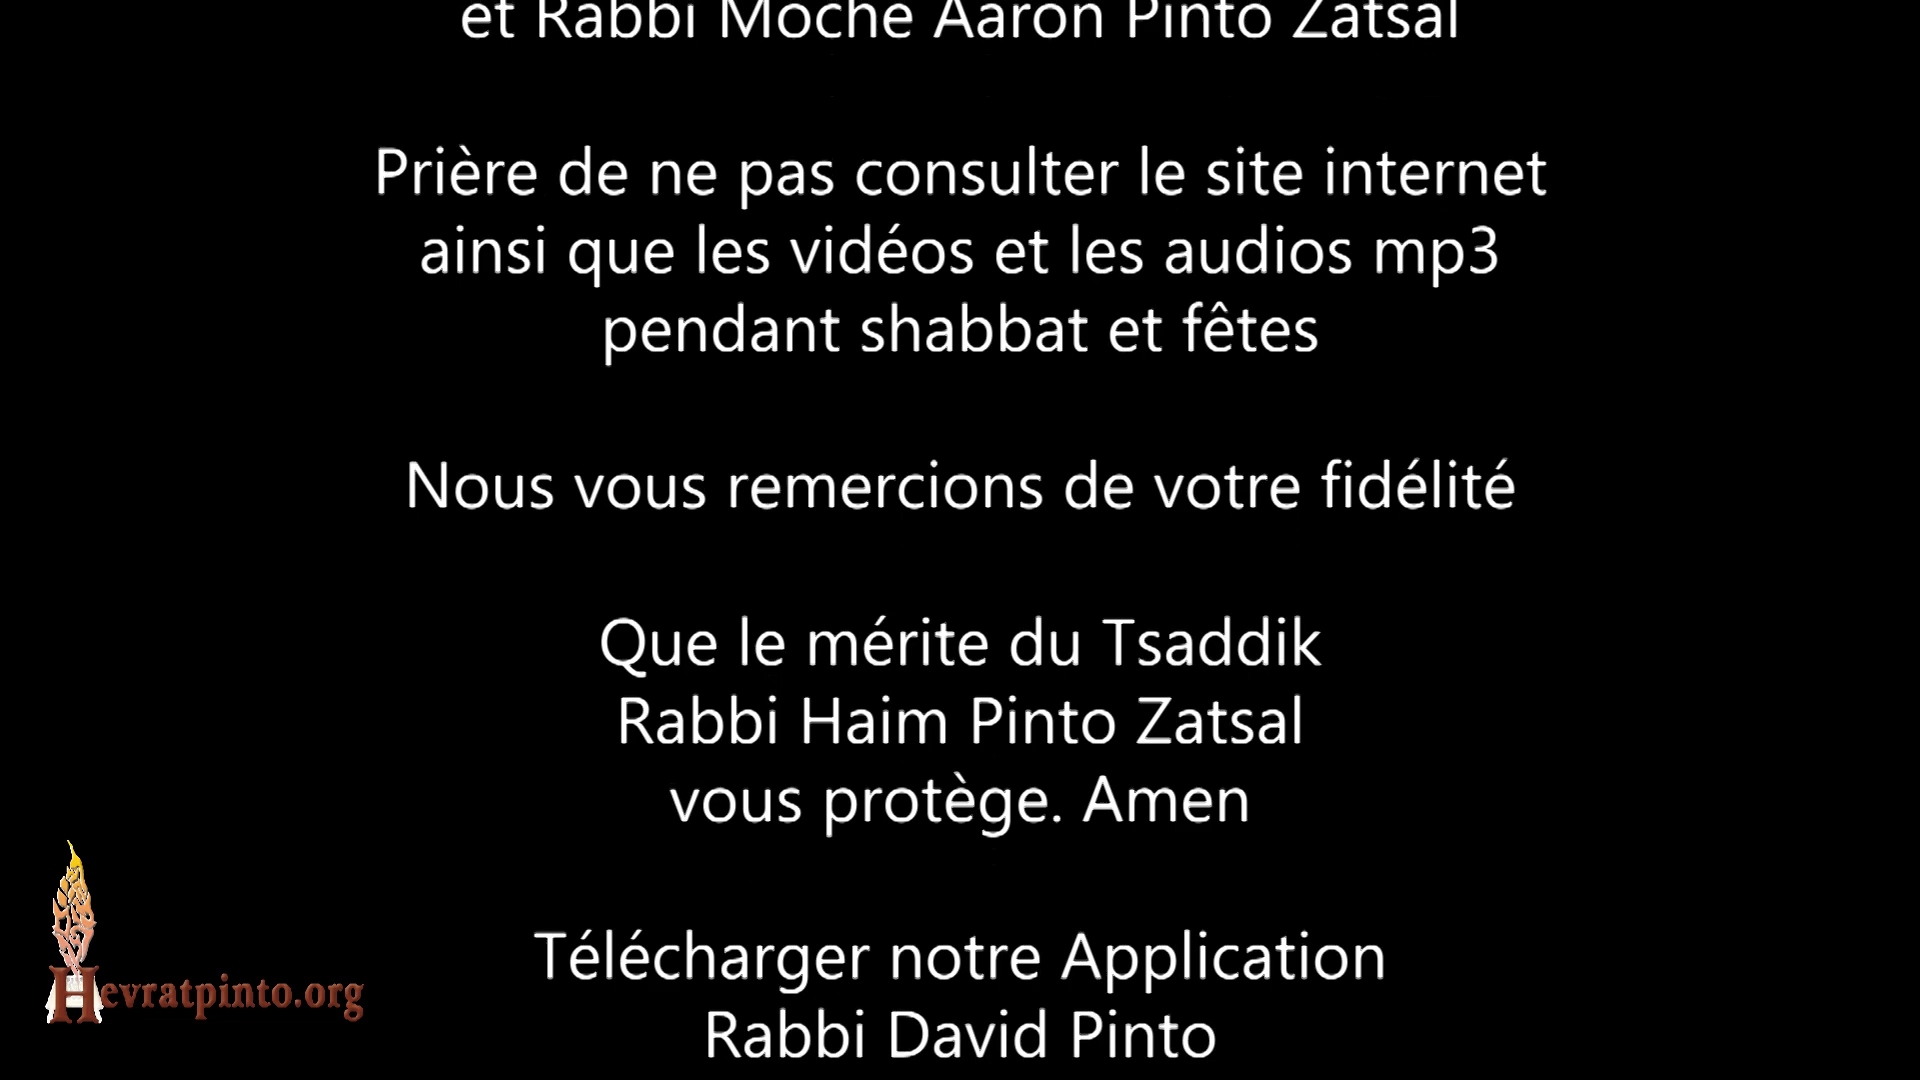 et Rabbi Moché Aaron Pinto Zatsal
Prière de ne pas consulter le site internet
ainsi que les vidéos et les audios mp3
pendant shabbat et fêtes
Nous vous remercions de votre fidélité
Que le mérite du Tsaddik
Rabbi Haim Pinto Zatsal
vous protège. Amen
Télécharger notre Application
Rabbi David Pinto
Hevratpinto.org